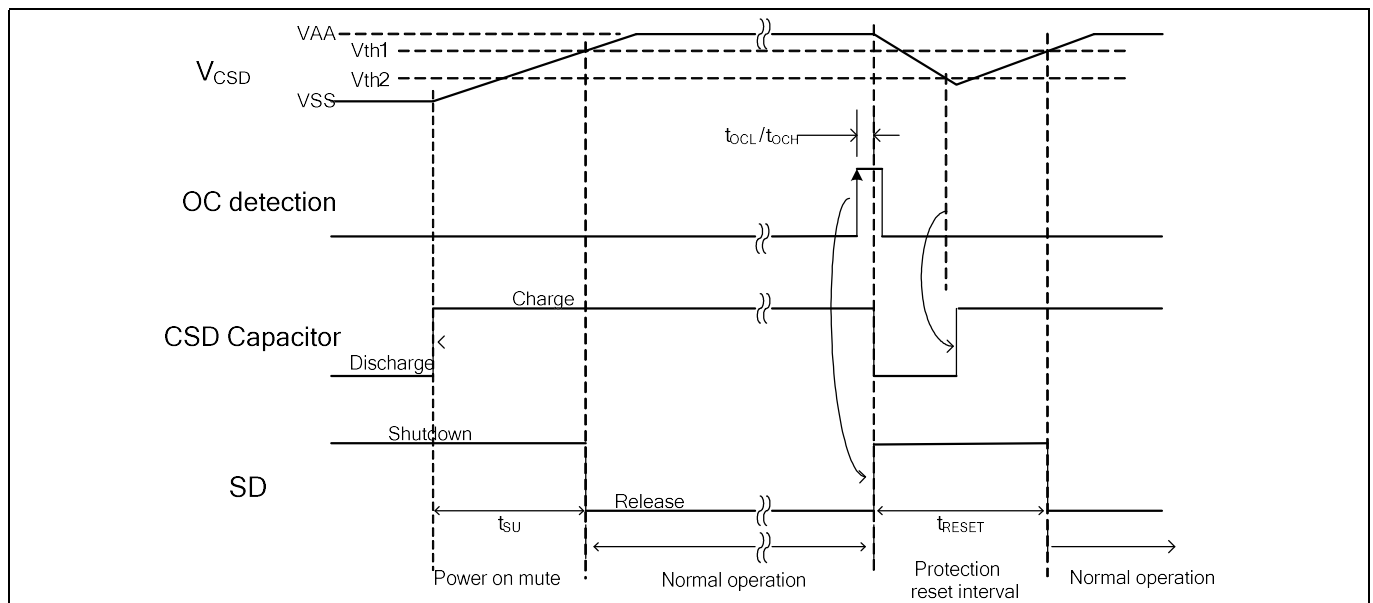 VAA
Vth1
VCSD
Vth2
VSS
tOCL/tOCH
OC detection
Charge
CSD Capacitor
Discharge
Shutdown
SD
Release
tSU
tRESET
Power on mute
Normal operation
Protection
reset interval
Normal operation